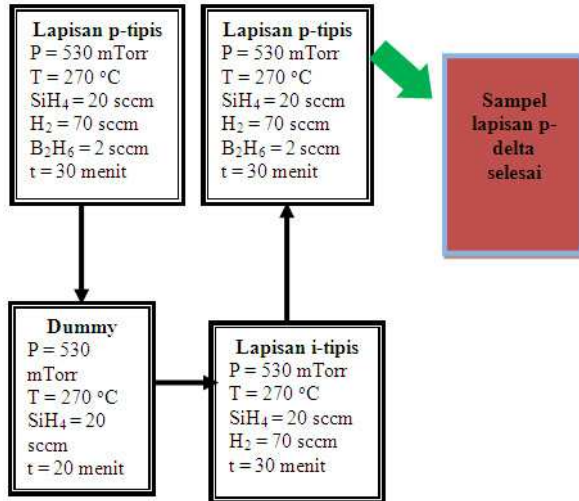 Lapisan p-tipis
P = 530 mTorr
T = 270 °C
SiH₄ = 20 sccm
H₂ = 70 sccm
B₂H₆ = 2 sccm
t = 30 menit
Dummy
P = 530
mTorr
T = 270 °C
SiH₄ = 20
sccm
t = 20 menit
Lapisan i-tipis
P = 530 mTorr
T = 270 °C
SiH₄ = 20 sccm
H₂ = 70 sccm
t = 30 menit
Lapisan p-tipis
P = 530 mTorr
T = 270 °C
SiH₄ = 20 sccm
H₂ = 70 sccm
B₂H₆ = 2 sccm
t = 30 menit
Sampel
lapisan p-
delta
selesai